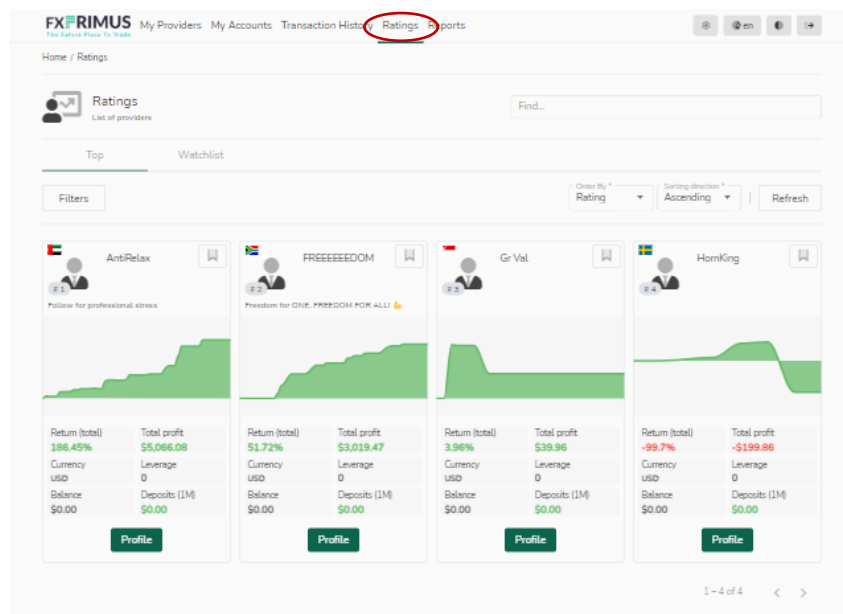 FXPRIMUS My Providers My Accounts Transaction History Ratings Reports en
The Safest Place To Trade
Home / Ratings
Ratings
List of providers
Find...
Top Watchlist
Filters
Order By *
Rating
Sorting direction *
Ascending
Refresh
AntiRelax
# 1
Follow for professional stress
Return (total) Total profit
186.45% $5,066.08
Currency Leverage
USD 0
Balance Deposits (1M)
$0.00 $0.00
Profile
FREEEEEEDOM
# 2
Freedom for ONE, FREEDOM FOR ALL! 💪
Return (total) Total profit
51.72% $3,019.47
Currency Leverage
USD 0
Balance Deposits (1M)
$0.00 $0.00
Profile
Gr Val
# 3
Return (total) Total profit
3.96% $39.96
Currency Leverage
USD 0
Balance Deposits (1M)
$0.00 $0.00
Profile
HornKing
# 4
Return (total) Total profit
-99.7% -$199.86
Currency Leverage
USD 0
Balance Deposits (1M)
$0.00 $0.00
Profile
1 – 4 of 4